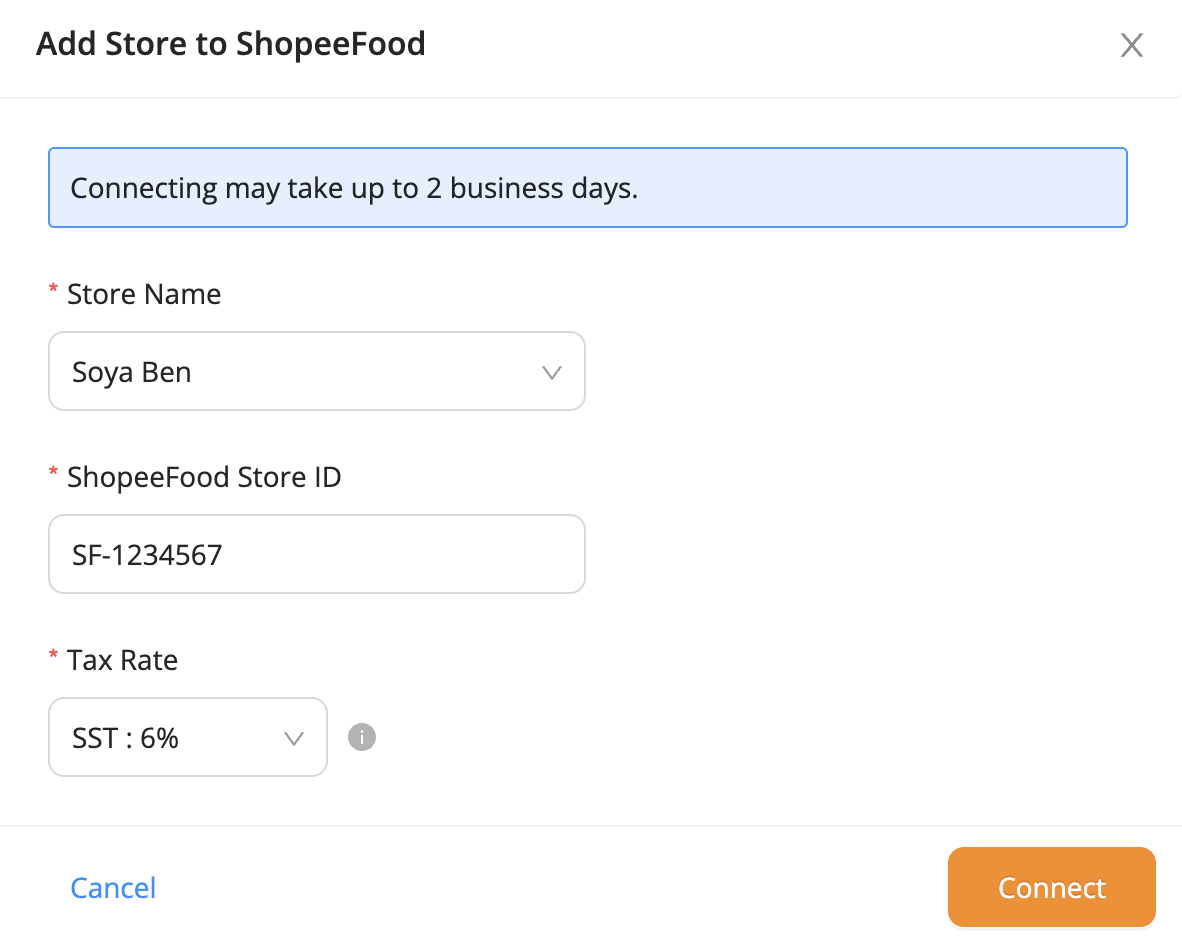 Add Store to ShopeeFood
Connecting may take up to 2 business days.
* Store Name
Soya Ben
* ShopeeFood Store ID
SF-1234567
* Tax Rate
SST : 6%
i
Cancel
Connect